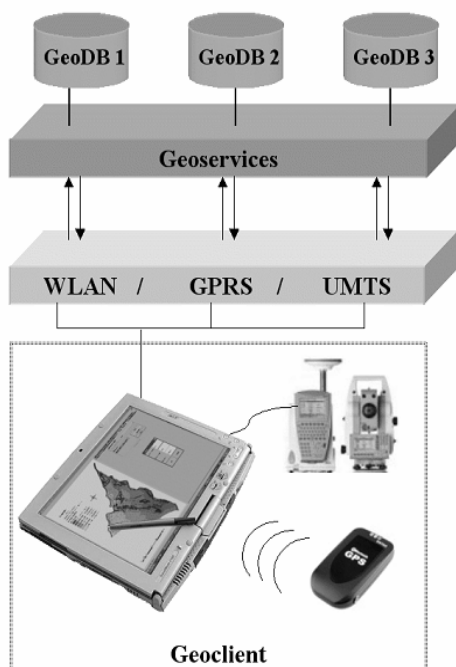 GeoDB 1 GeoDB 2 GeoDB 3
Geoservices
WLAN / GPRS / UMTS
GPS
Geoclient